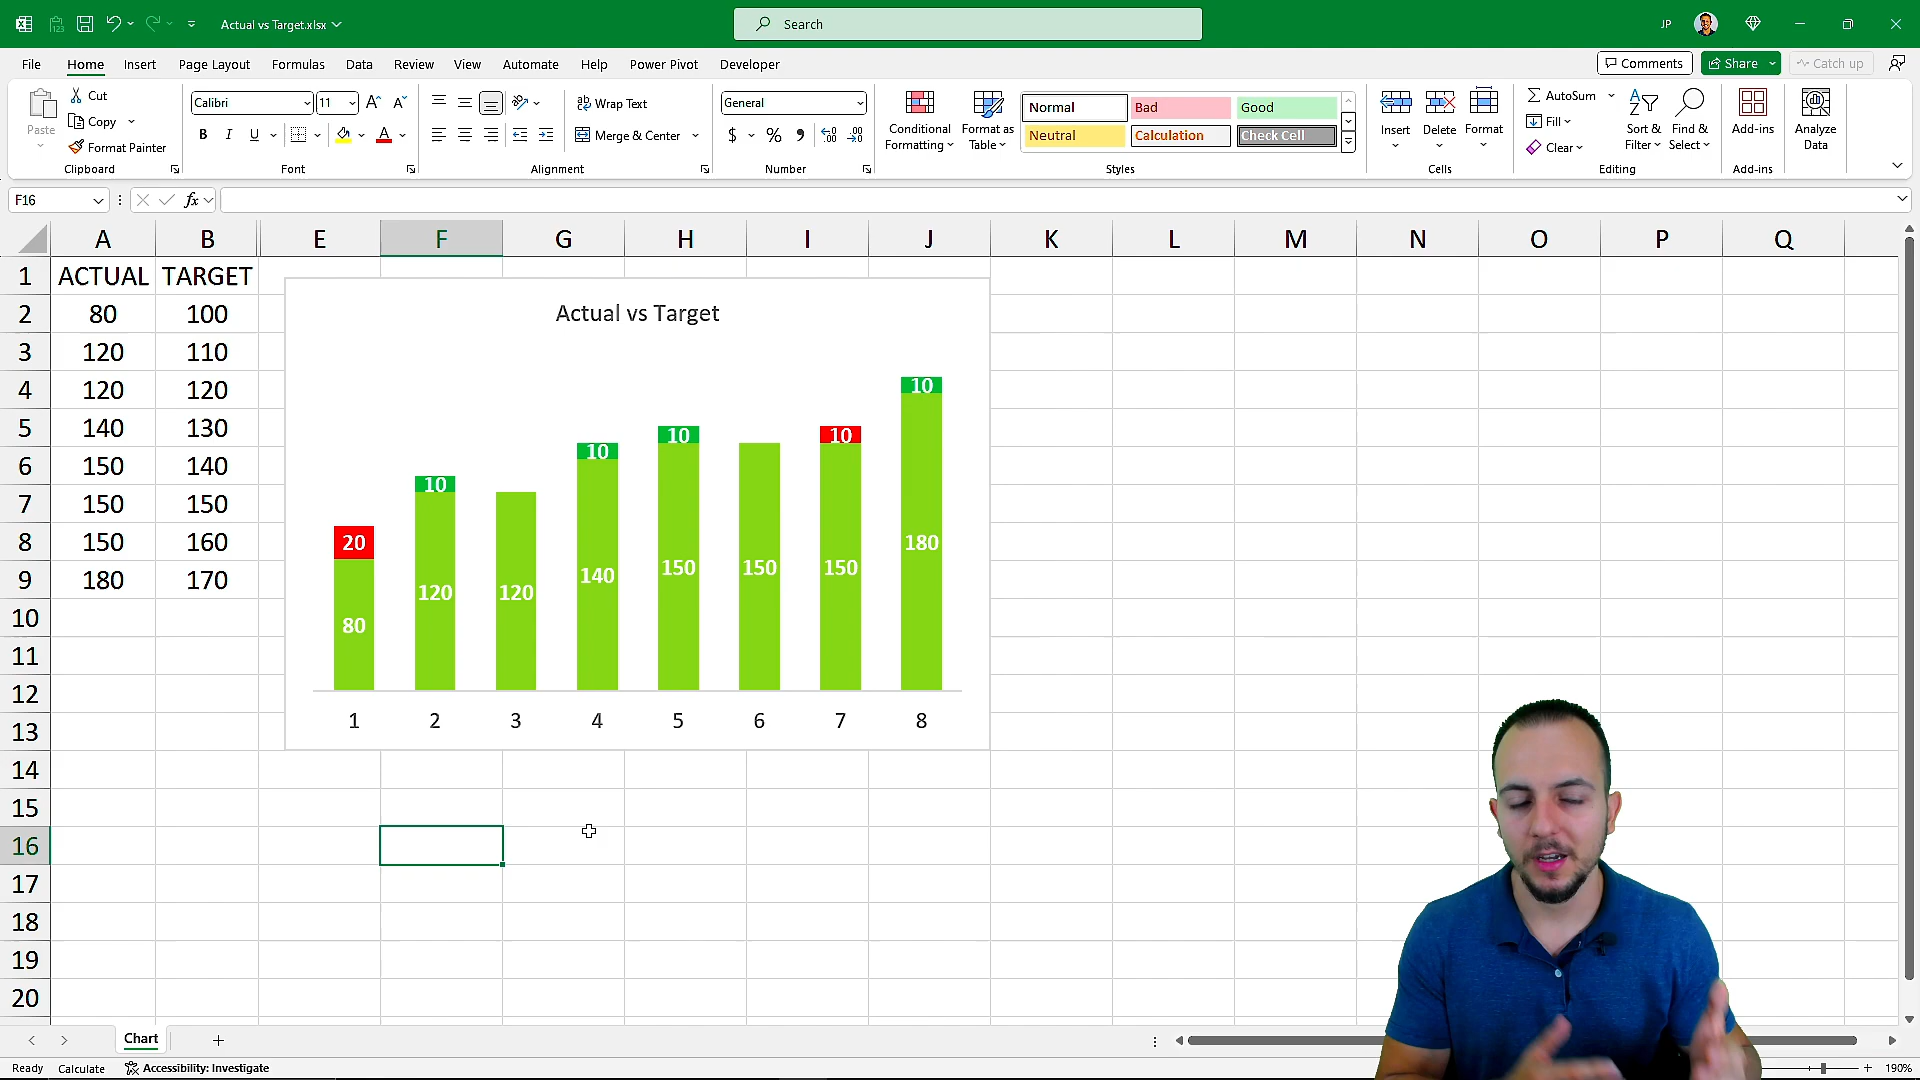 Actual vs Target.xlsx
Search
JP
File Home Insert Page Layout Formulas Data Review View Automate Help Power Pivot Developer
Comments Share Catch up
Paste
Cut
Copy
Format Painter
Clipboard
Calibri 11
B I U
Font
Wrap Text
Merge & Center
Alignment
General
$ % 9
Number
Conditional Formatting
Format as Table
Normal Bad Good
Neutral Calculation Check Cell
Styles
Insert Delete Format
Cells
AutoSum
Fill
Clear
Sort & Filter
Find & Select
Editing
Add-ins
Add-ins
Analyze Data
F16
fx
A B E F G H I J K L M N O P Q
1 ACTUAL TARGET
2 80 100
3 120 110
4 120 120
5 140 130
6 150 140
7 150 150
8 150 160
9 180 170
10
11
12
13
14
15
16
17
18
19
20
Actual vs Target
20 10 10 10 10 10
80 120 120 140 150 150 150 180
1 2 3 4 5 6 7 8
Chart
Ready Calculate Accessibility: Investigate
190%